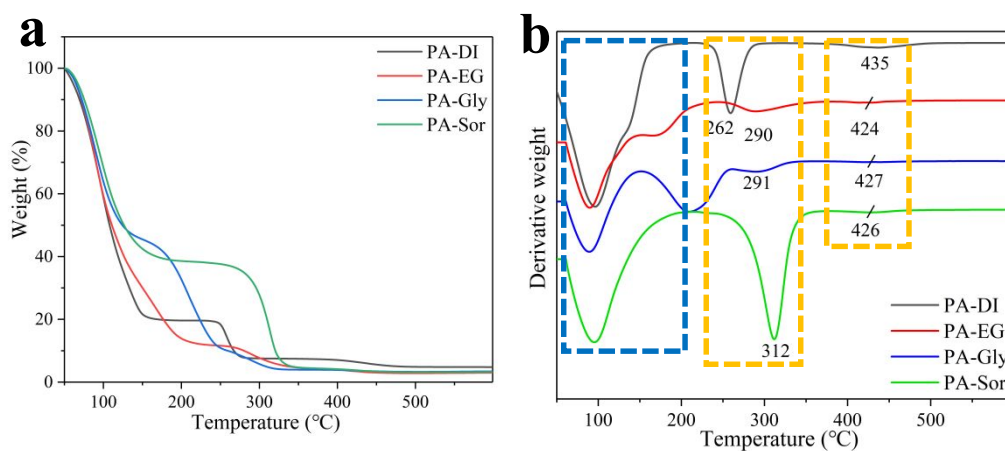 a
PA-DI
PA-EG
PA-Gly
PA-Sor
100
80
60
40
20
0
Weight (%)
100
200
300
400
500
Temperature (℃)
b
435
262
290
424
291
427
426
312
PA-DI
PA-EG
PA-Gly
PA-Sor
Derivative weight
100
200
300
400
500
Temperature (℃)